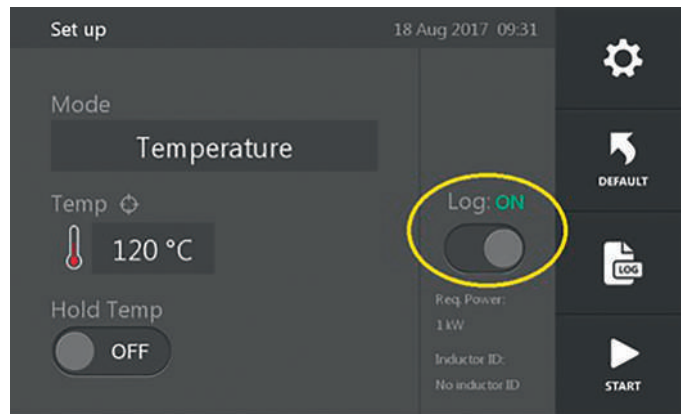 Set up
18 Aug 2017 09:31
Mode
Temperature
Temp
120 °C
Hold Temp
OFF
Log: ON
Req. Power:
1 kW
Inductor ID:
No inductor ID
DEFAULT
LOG
START